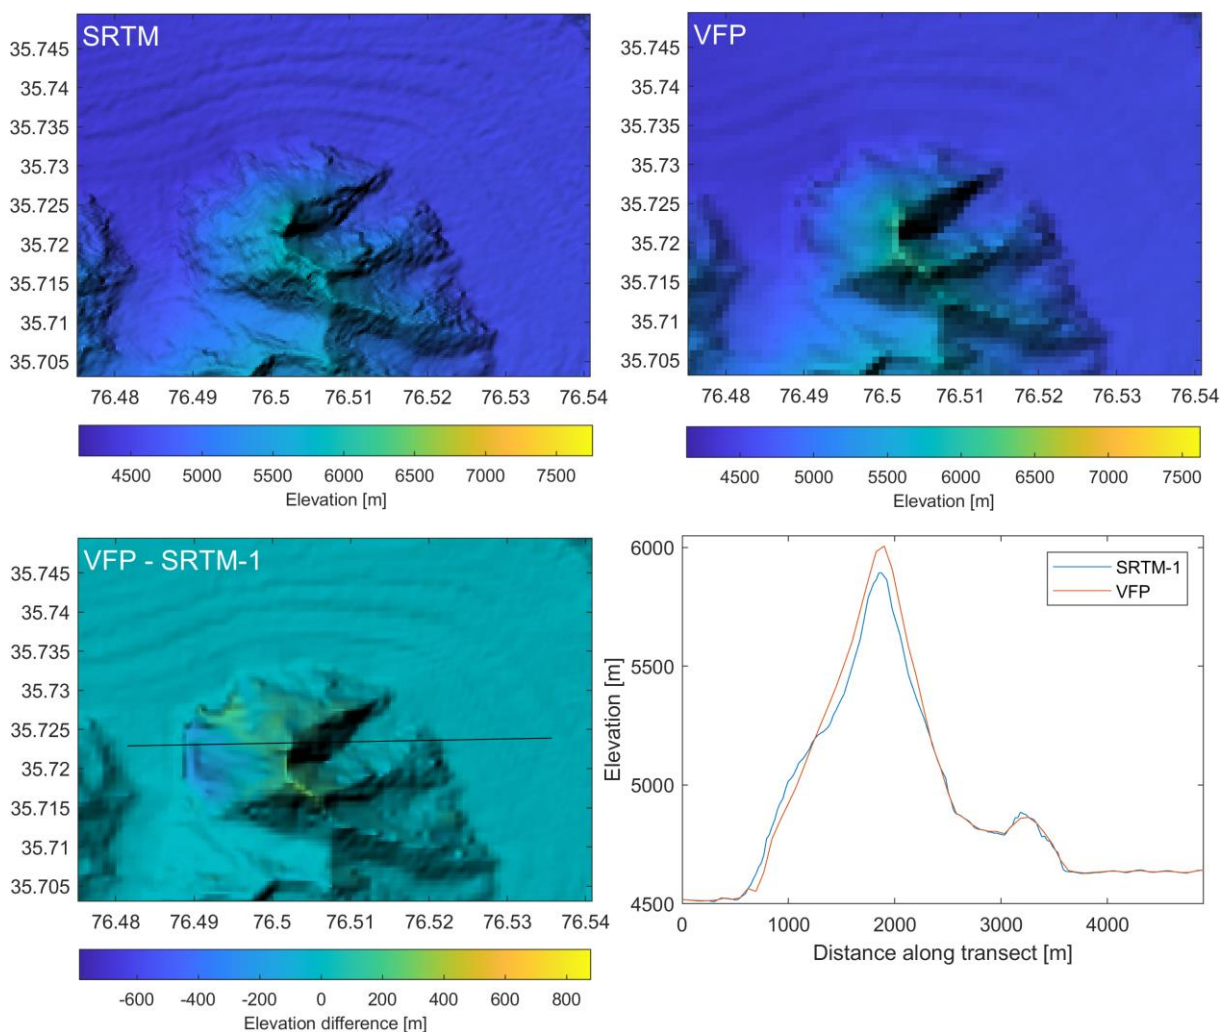 SRTM
35.745
35.74
35.735
35.73
35.725
35.72
35.715
35.71
35.705
76.48 76.49 76.5 76.51 76.52 76.53 76.54
4500 5000 5500 6000 6500 7000 7500
Elevation [m]
VFP
35.745
35.74
35.735
35.73
35.725
35.72
35.715
35.71
35.705
76.48 76.49 76.5 76.51 76.52 76.53 76.54
4500 5000 5500 6000 6500 7000 7500
Elevation [m]
VFP - SRTM-1
35.745
35.74
35.735
35.73
35.725
35.72
35.715
35.71
35.705
76.48 76.49 76.5 76.51 76.52 76.53 76.54
-600 -400 -200 0 200 400 600 800
Elevation difference [m]
6000
5500
5000
4500
Elevation [m]
SRTM-1
VFP
0 1000 2000 3000 4000
Distance along transect [m]